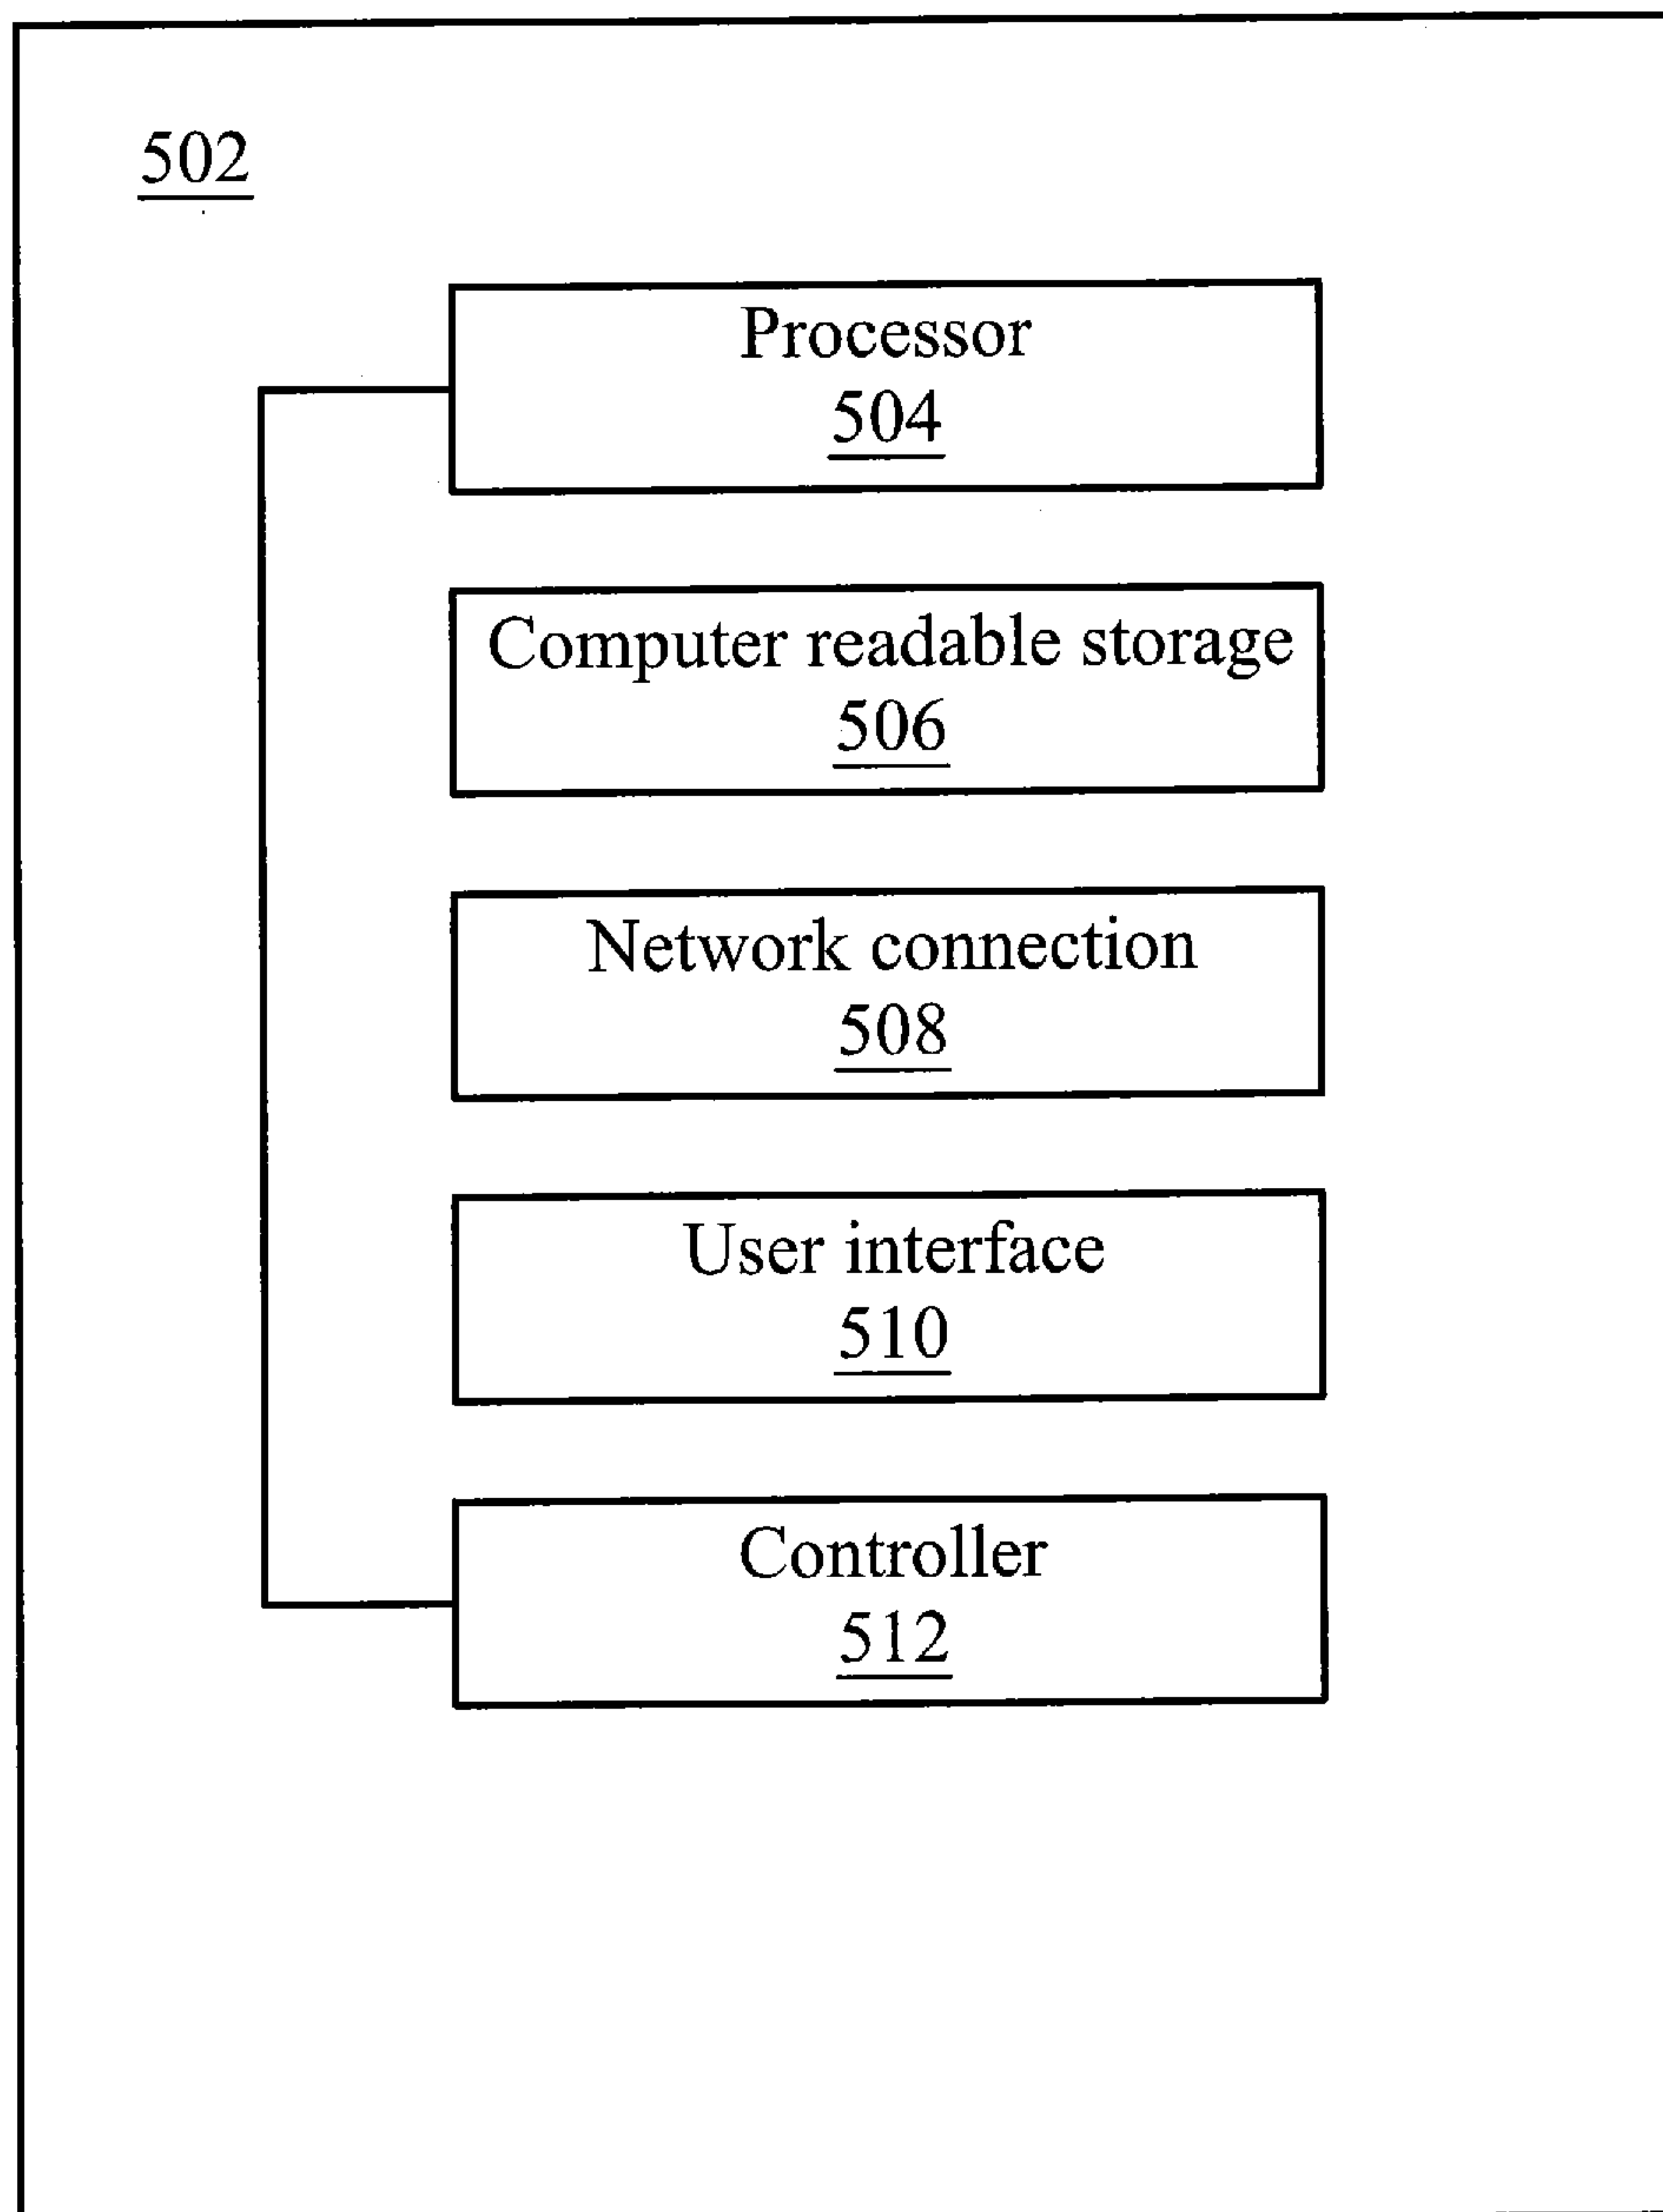 502
Processor
504
Computer readable storage
506
Network connection
508
User interface
510
Controller
512